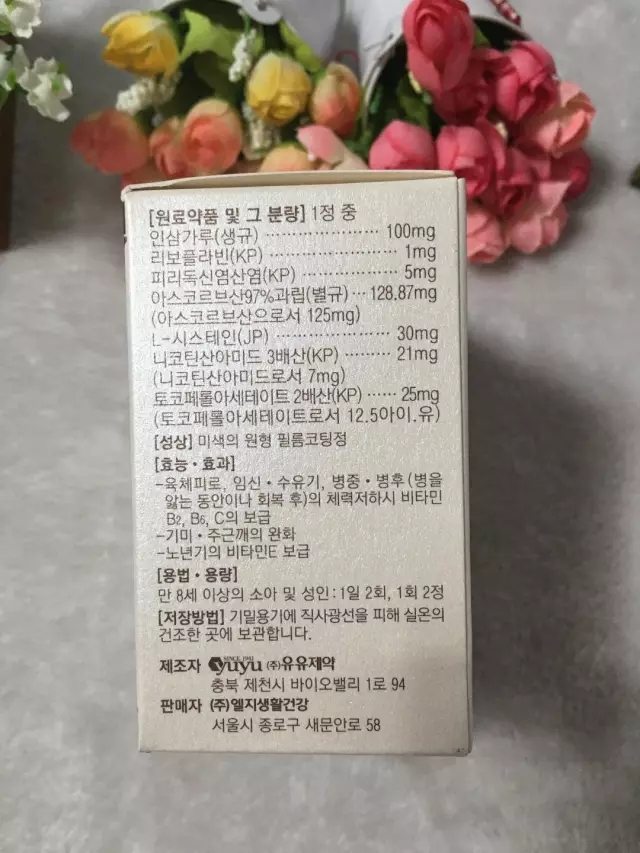 [원료약품 및 그 분량] 1정 중
인삼가루(생규) ···················· 100mg
리보플라빈(KP) ························ 1mg
피리독신염산염(KP) ················ 5mg
아스코르브산97%과립(별규) ··· 128.87mg
(아스코르브산으로서 125mg)
L-시스테인(JP) ······················ 30mg
니코틴산아미드 3배산(KP) ········· 21mg
(니코틴산아미드로서 7mg)
토코페롤아세테이트 2배산(KP) ······ 25mg
(토코페롤아세테이트로서 12.5아이.유)
[성상] 미색의 원형 필름코팅정
[효능·효과]
-육체피로, 임신·수유기, 병중·병후(병을
앓는 동안이나 회복 후)의 체력저하시 비타민
B2, B6, C의 보급
-기미·주근깨의 완화
-노년기의 비타민E 보급
[용법·용량]
만 8세 이상의 소아 및 성인: 1일 2회, 1회 2정
[저장방법] 기밀용기에 직사광선을 피해 실온의
건조한 곳에 보관합니다.
SINCE 1941
제조자 yuyu (주)유유제약
충북 제천시 바이오밸리 1로 94
판매자 (주)엘지생활건강
서울시 종로구 새문안로 58